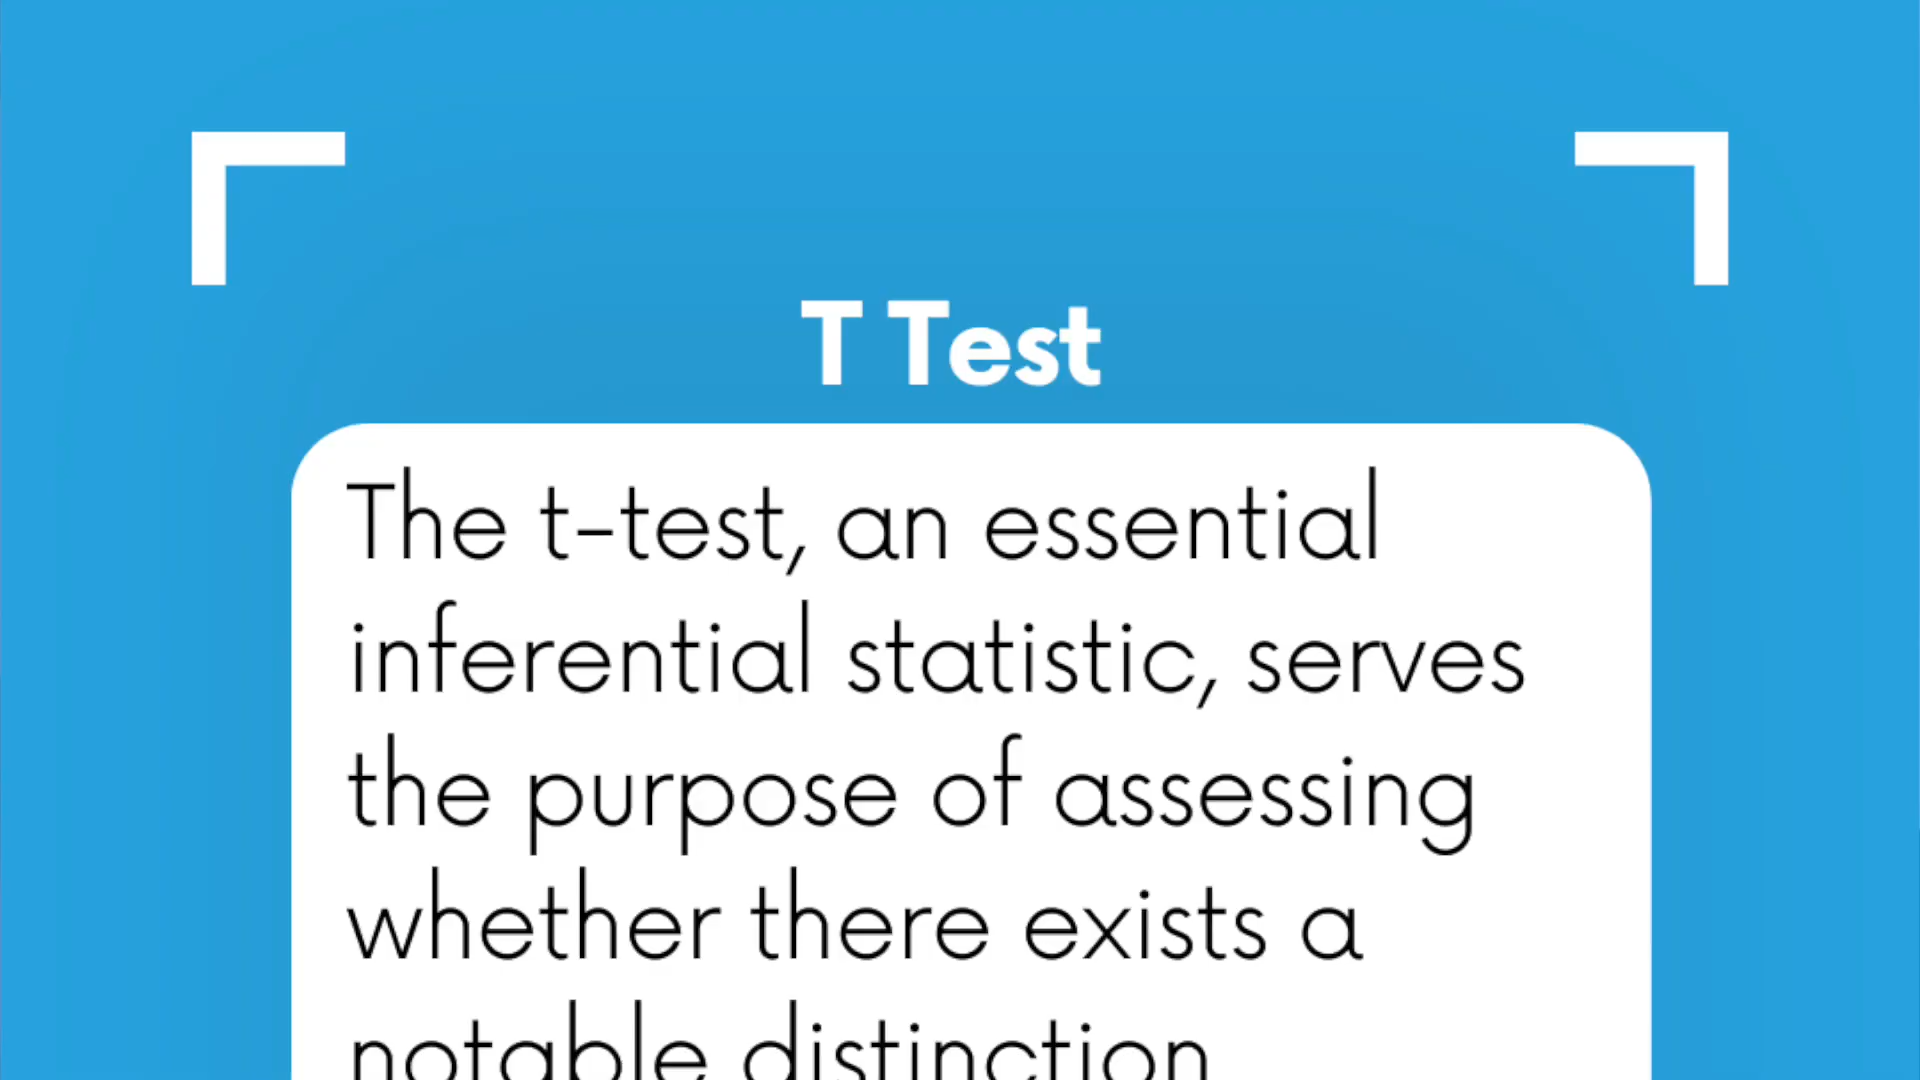 T Test
The t-test, an essential
inferential statistic, serves
the purpose of assessing
whether there exists a
notable distinction